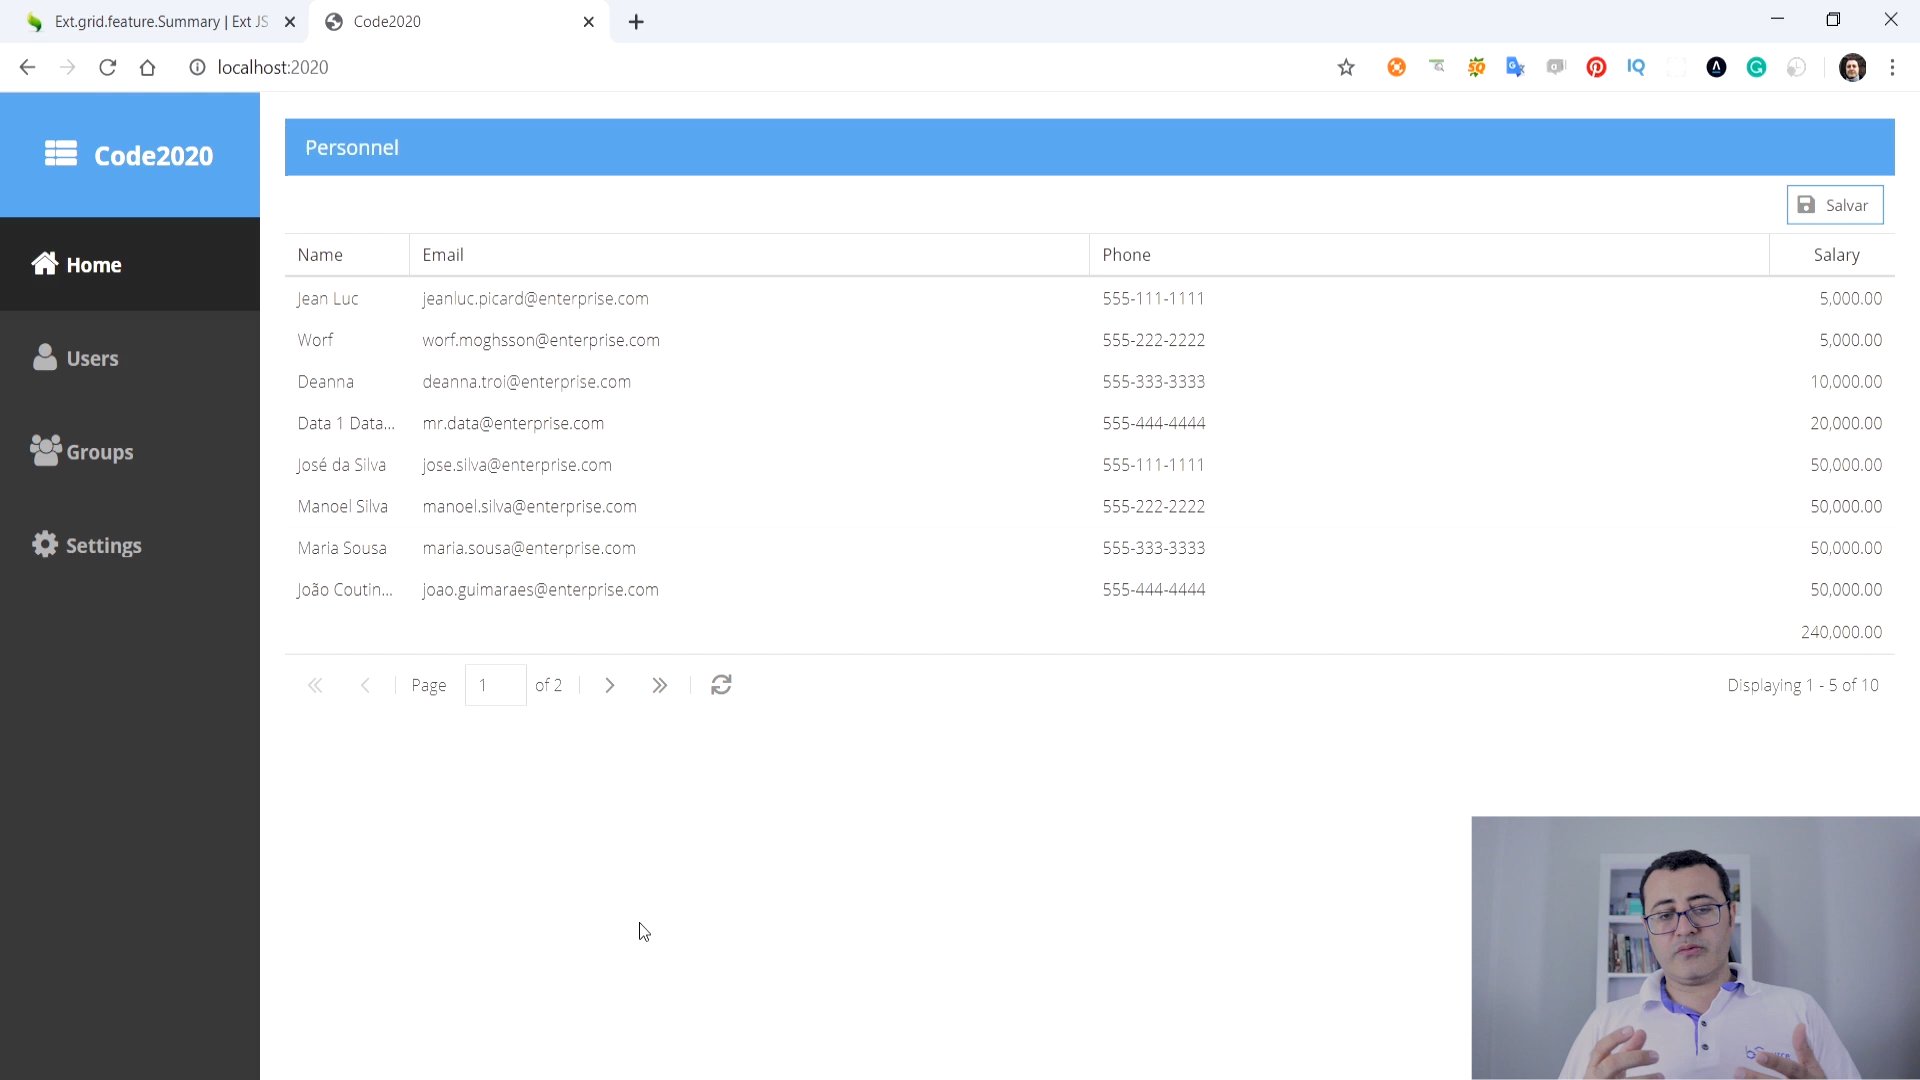 Ext.grid.feature.Summary | Ext JS
Code2020
localhost:2020
Code2020
Personnel
Salvar
Home
Users
Groups
Settings
Name Email Phone Salary
Jean Luc jeanluc.picard@enterprise.com 555-111-1111 5,000.00
Worf worf.moghsson@enterprise.com 555-222-2222 5,000.00
Deanna deanna.troi@enterprise.com 555-333-3333 10,000.00
Data 1 Data... mr.data@enterprise.com 555-444-4444 20,000.00
José da Silva jose.silva@enterprise.com 555-111-1111 50,000.00
Manoel Silva manoel.silva@enterprise.com 555-222-2222 50,000.00
Maria Sousa maria.sousa@enterprise.com 555-333-3333 50,000.00
João Coutin... joao.guimaraes@enterprise.com 555-444-4444 50,000.00
240,000.00
Page 1 of 2
Displaying 1 - 5 of 10
IQ